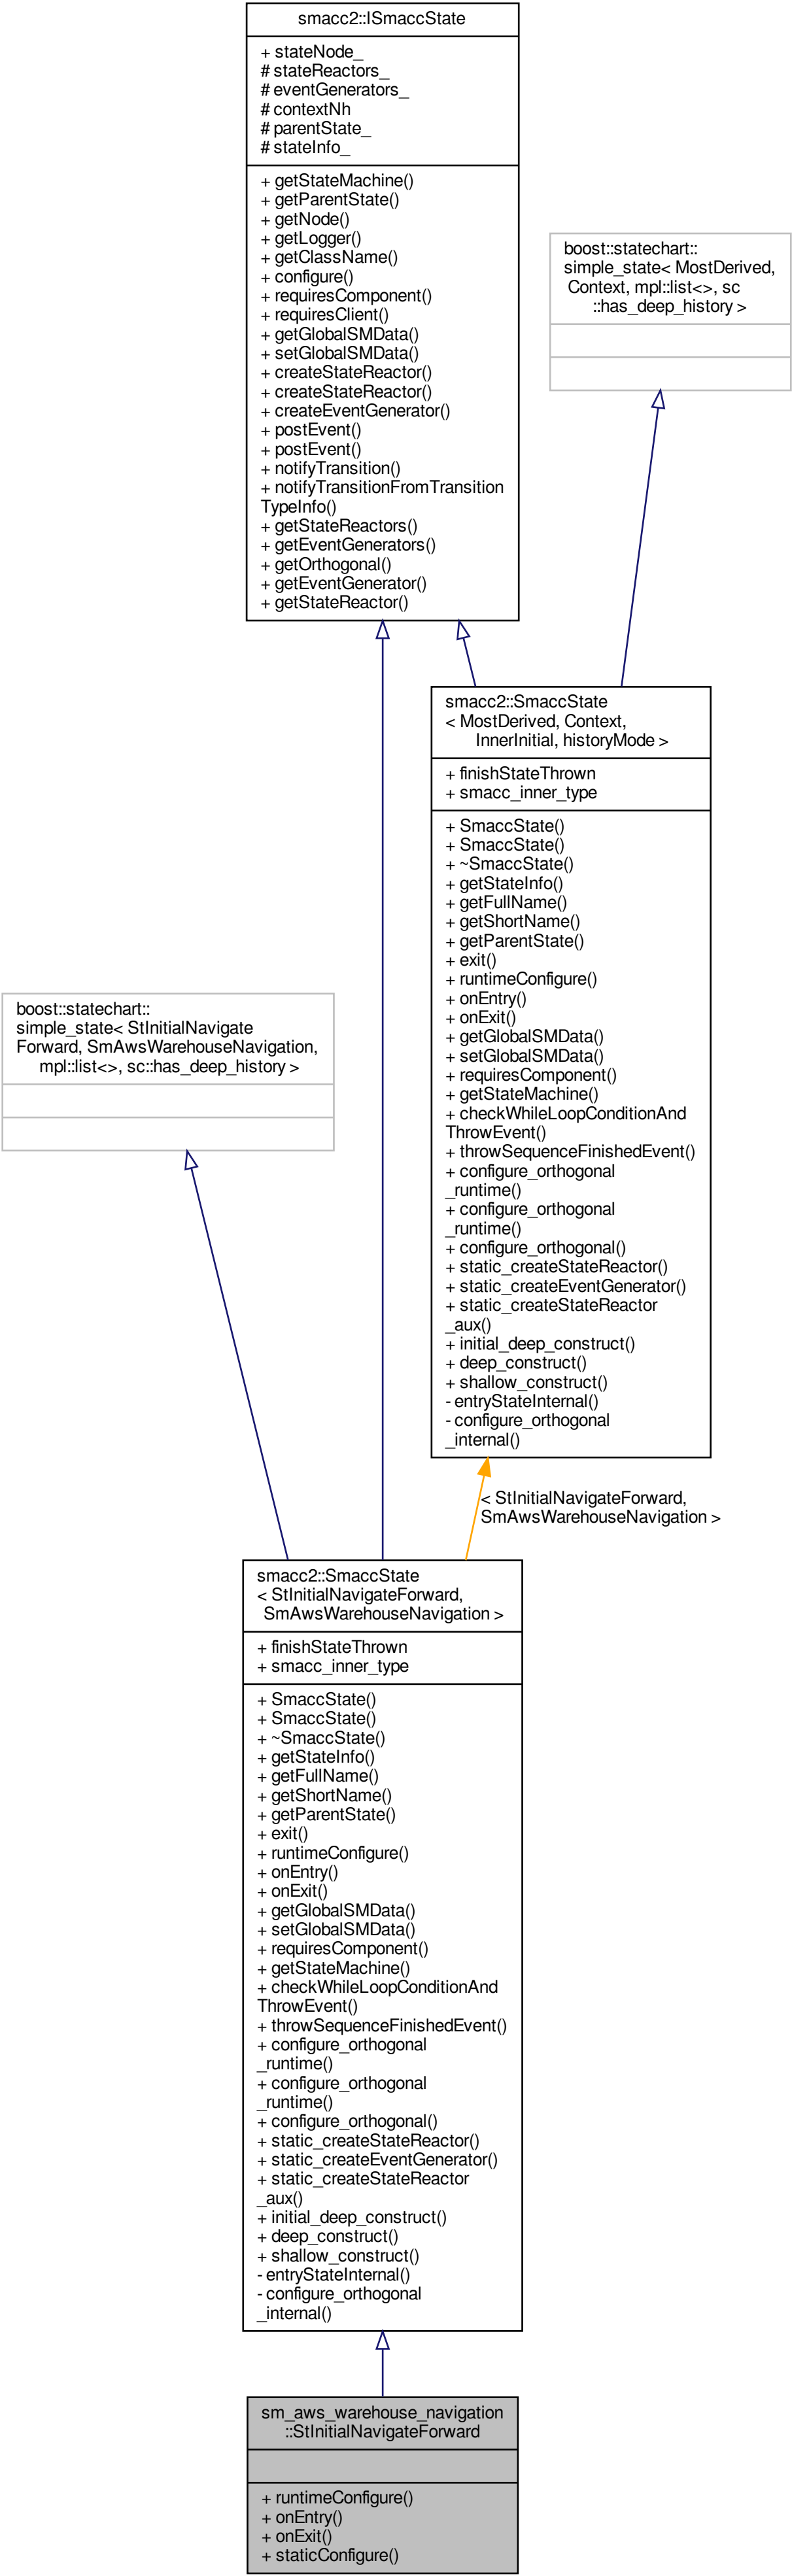 smacc2::ISmaccState
+ stateNode_
# stateReactors_
# eventGenerators_
# contextNh
# parentState_
# stateInfo_
+ getStateMachine()
+ getParentState()
+ getNode()
+ getLogger()
+ getClassName()
+ configure()
+ requiresComponent()
+ requiresClient()
+ getGlobalSMData()
+ setGlobalSMData()
+ createStateReactor()
+ createStateReactor()
+ createEventGenerator()
+ postEvent()
+ postEvent()
+ notifyTransition()
+ notifyTransitionFromTransition
TypeInfo()
+ getStateReactors()
+ getEventGenerators()
+ getOrthogonal()
+ getEventGenerator()
+ getStateReactor()
boost::statechart::
simple_state< MostDerived,
Context, mpl::list<>, sc
::has_deep_history >
smacc2::SmaccState
< MostDerived, Context,
InnerInitial, historyMode >
+ finishStateThrown
+ smacc_inner_type
+ SmaccState()
+ SmaccState()
+ ~SmaccState()
+ getStateInfo()
+ getFullName()
+ getShortName()
+ getParentState()
+ exit()
+ runtimeConfigure()
+ onEntry()
+ onExit()
+ getGlobalSMData()
+ setGlobalSMData()
+ requiresComponent()
+ getStateMachine()
+ checkWhileLoopConditionAnd
ThrowEvent()
+ throwSequenceFinishedEvent()
+ configure_orthogonal
_runtime()
+ configure_orthogonal
_runtime()
+ configure_orthogonal()
+ static_createStateReactor()
+ static_createEventGenerator()
+ static_createStateReactor
_aux()
+ initial_deep_construct()
+ deep_construct()
+ shallow_construct()
- entryStateInternal()
- configure_orthogonal
_internal()
boost::statechart::
simple_state< StInitialNavigate
Forward, SmAwsWarehouseNavigation,
mpl::list<>, sc::has_deep_history >
< StInitialNavigateForward,
SmAwsWarehouseNavigation >
smacc2::SmaccState
< StInitialNavigateForward,
SmAwsWarehouseNavigation >
+ finishStateThrown
+ smacc_inner_type
+ SmaccState()
+ SmaccState()
+ ~SmaccState()
+ getStateInfo()
+ getFullName()
+ getShortName()
+ getParentState()
+ exit()
+ runtimeConfigure()
+ onEntry()
+ onExit()
+ getGlobalSMData()
+ setGlobalSMData()
+ requiresComponent()
+ getStateMachine()
+ checkWhileLoopConditionAnd
ThrowEvent()
+ throwSequenceFinishedEvent()
+ configure_orthogonal
_runtime()
+ configure_orthogonal
_runtime()
+ configure_orthogonal()
+ static_createStateReactor()
+ static_createEventGenerator()
+ static_createStateReactor
_aux()
+ initial_deep_construct()
+ deep_construct()
+ shallow_construct()
- entryStateInternal()
- configure_orthogonal
_internal()
sm_aws_warehouse_navigation
::StInitialNavigateForward
+ runtimeConfigure()
+ onEntry()
+ onExit()
+ staticConfigure()